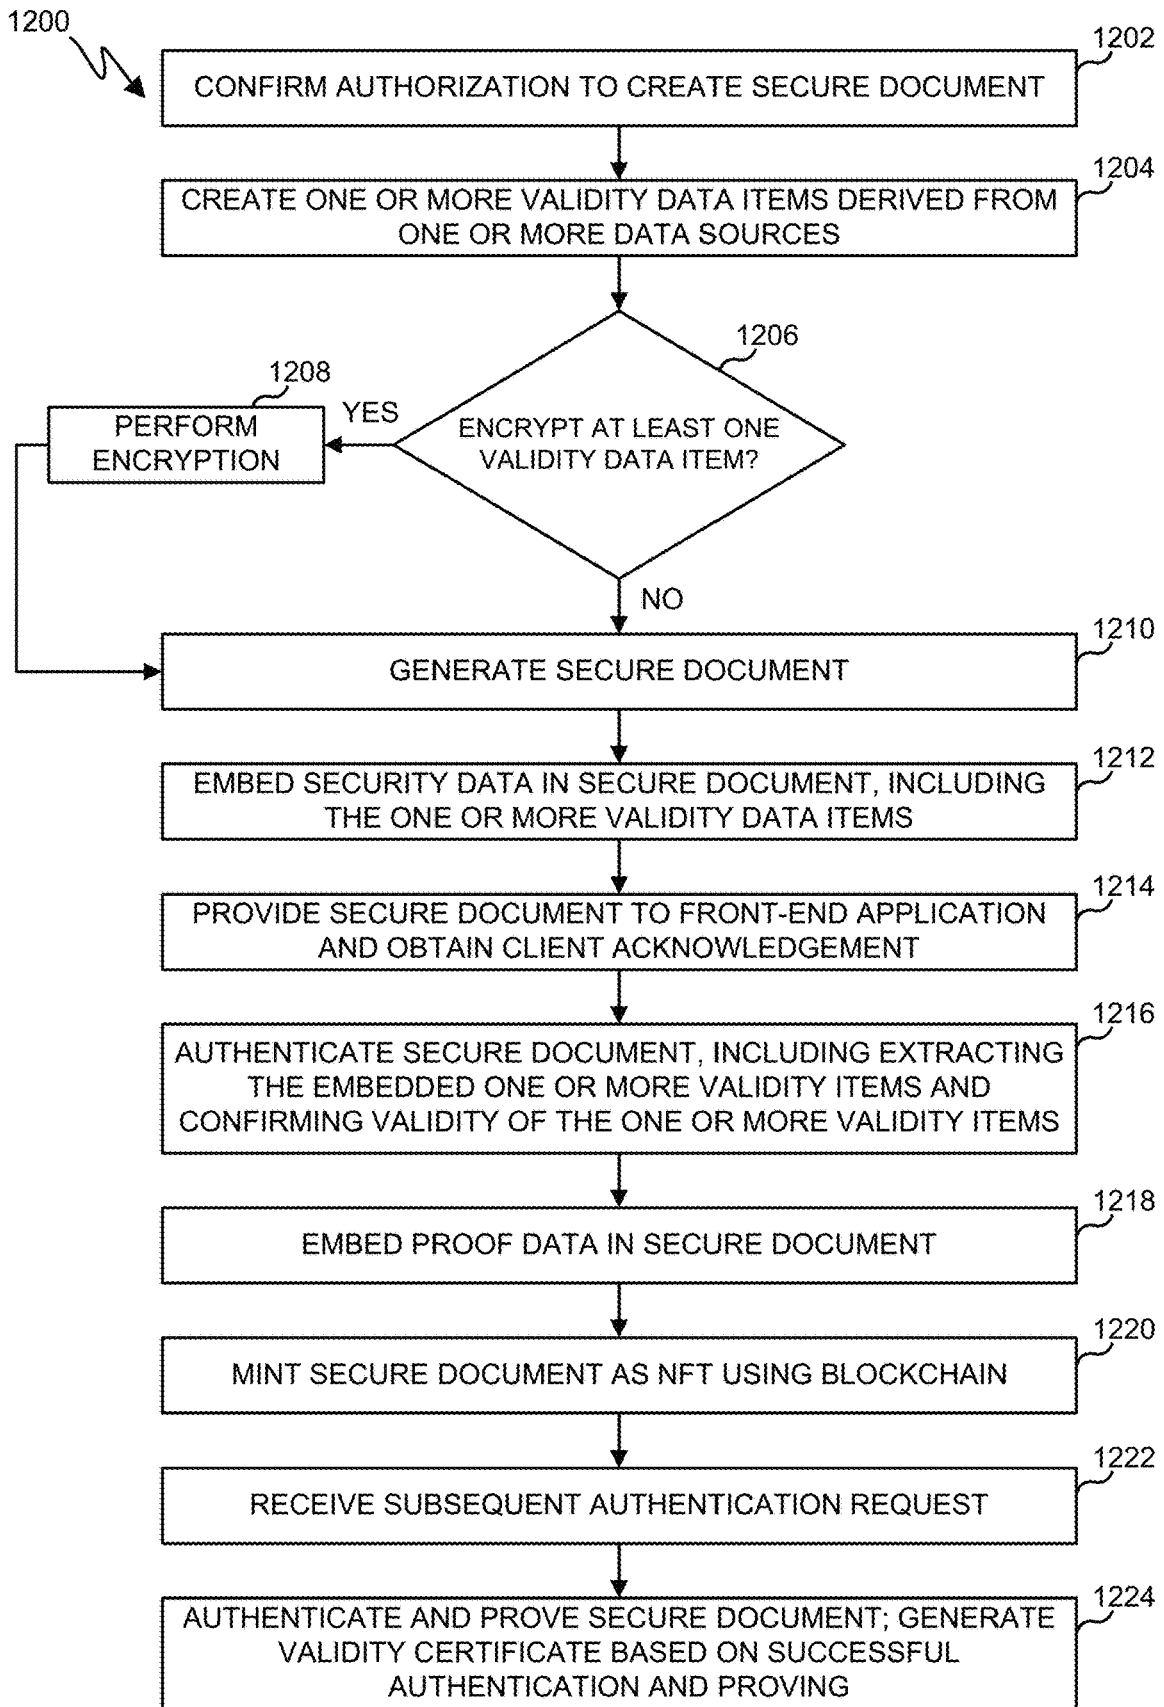 1200
1202
CONFIRM AUTHORIZATION TO CREATE SECURE DOCUMENT
1204
CREATE ONE OR MORE VALIDITY DATA ITEMS DERIVED FROM
ONE OR MORE DATA SOURCES
1206
ENCRYPT AT LEAST ONE
VALIDITY DATA ITEM?
YES
1208
PERFORM
ENCRYPTION
NO
1210
GENERATE SECURE DOCUMENT
1212
EMBED SECURITY DATA IN SECURE DOCUMENT, INCLUDING
THE ONE OR MORE VALIDITY DATA ITEMS
1214
PROVIDE SECURE DOCUMENT TO FRONT-END APPLICATION
AND OBTAIN CLIENT ACKNOWLEDGEMENT
1216
AUTHENTICATE SECURE DOCUMENT, INCLUDING EXTRACTING
THE EMBEDDED ONE OR MORE VALIDITY ITEMS AND
CONFIRMING VALIDITY OF THE ONE OR MORE VALIDITY ITEMS
1218
EMBED PROOF DATA IN SECURE DOCUMENT
1220
MINT SECURE DOCUMENT AS NFT USING BLOCKCHAIN
1222
RECEIVE SUBSEQUENT AUTHENTICATION REQUEST
1224
AUTHENTICATE AND PROVE SECURE DOCUMENT; GENERATE
VALIDITY CERTIFICATE BASED ON SUCCESSFUL
AUTHENTICATION AND PROVING